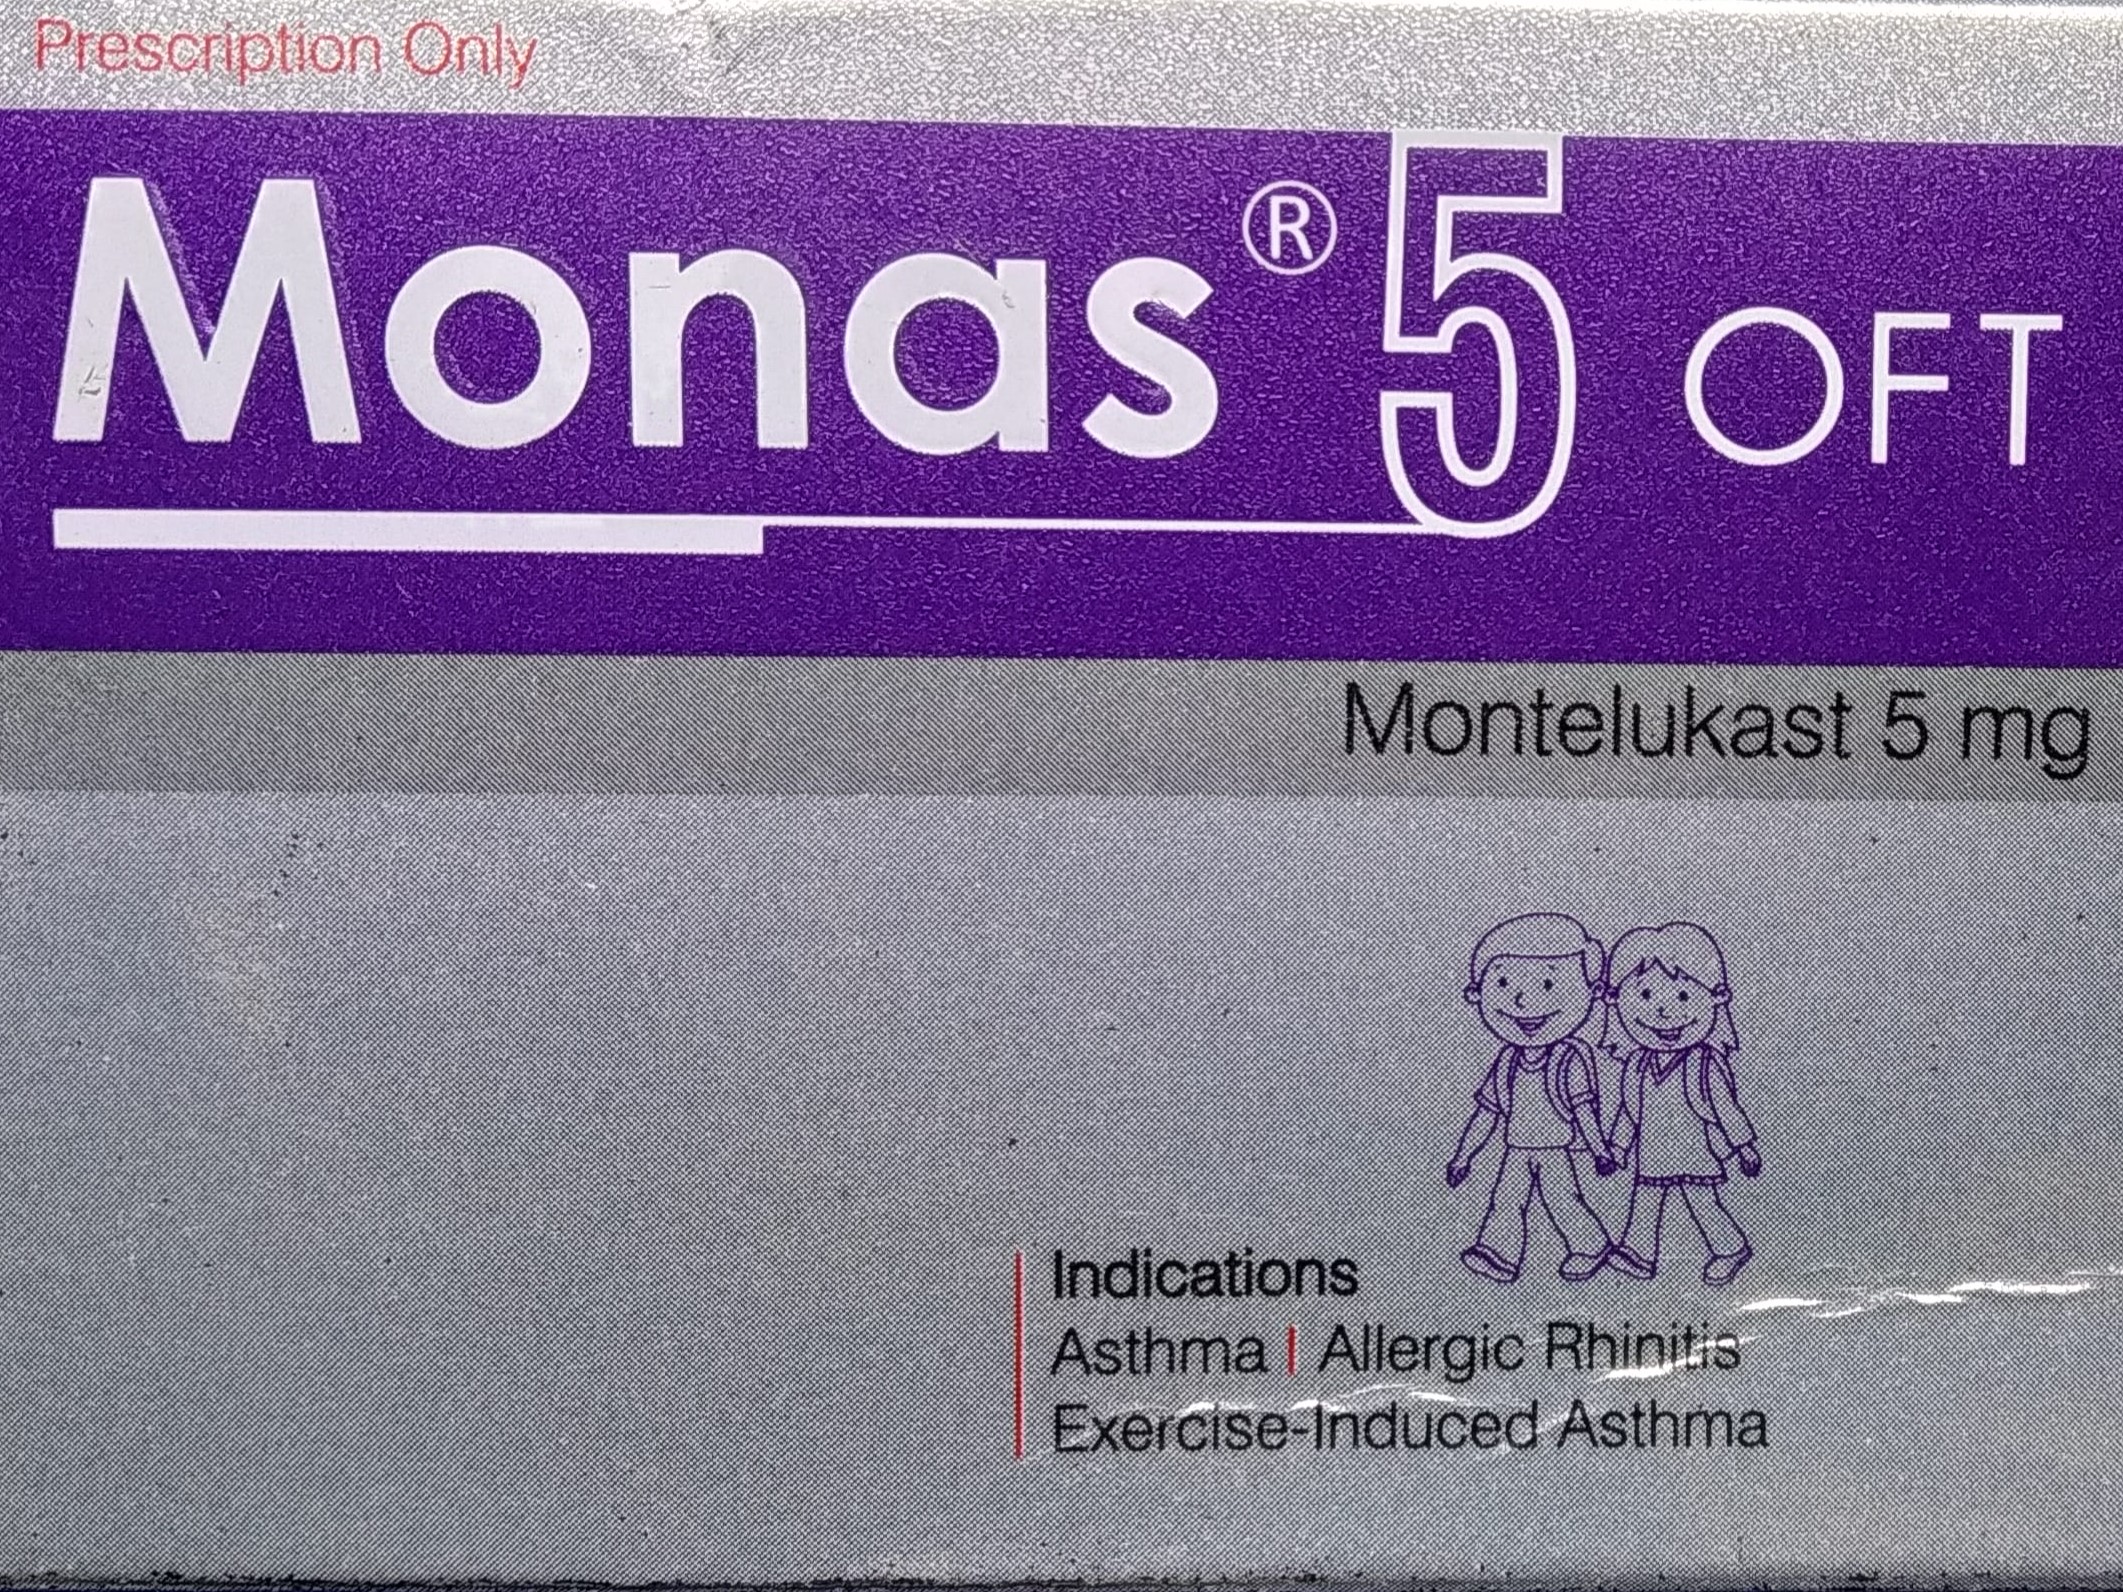 Prescription Only
Monas® 5 OFT
Montelukast 5 mg
Indications
Asthma | Allergic Rhinitis
Exercise-Induced Asthma